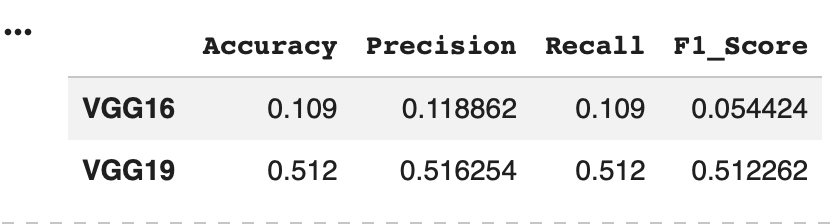 ...
Accuracy Precision Recall F1_Score
VGG16 0.109 0.118862 0.109 0.054424
VGG19 0.512 0.516254 0.512 0.512262